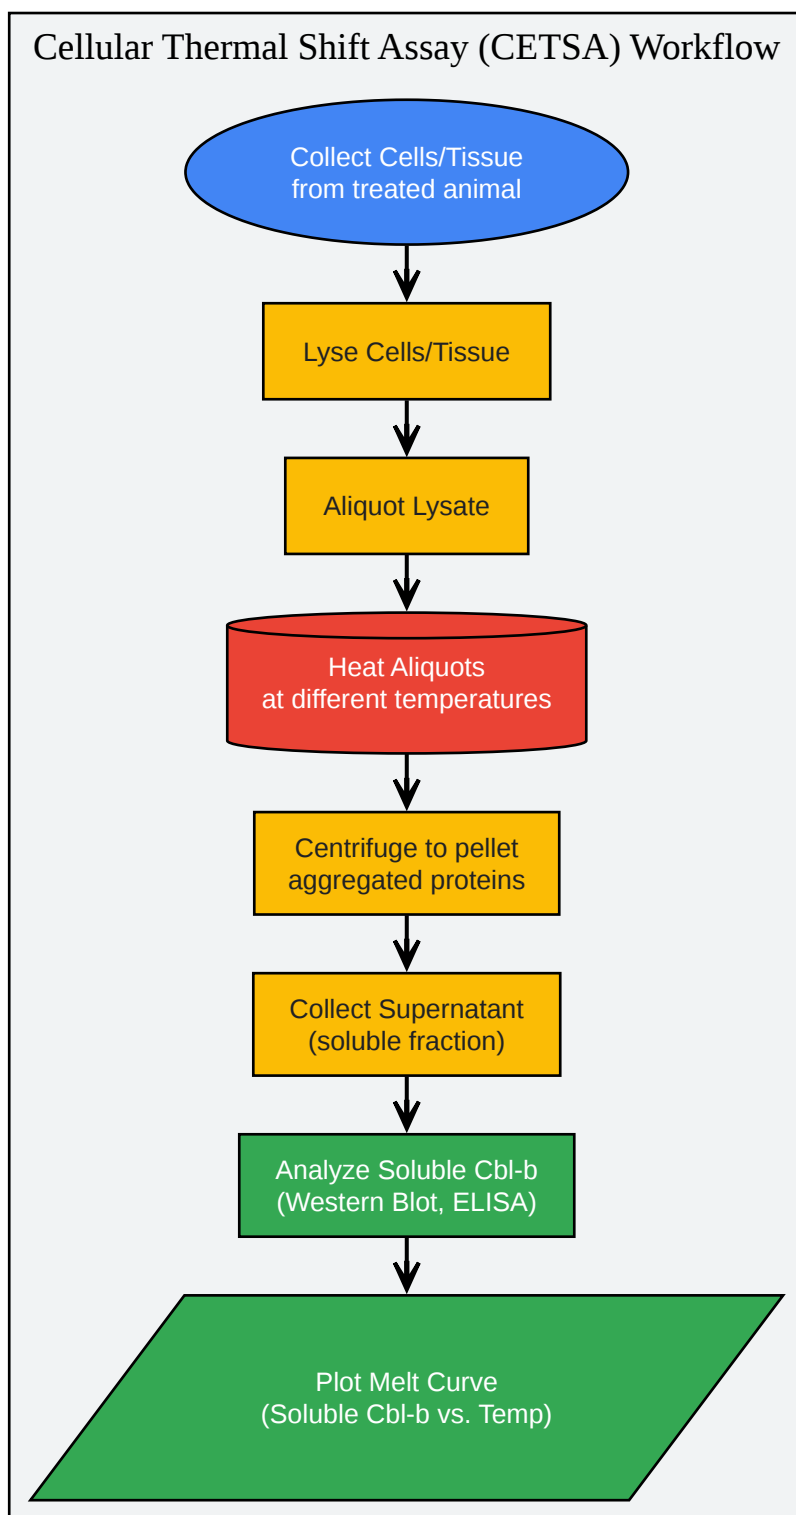 Cellular Thermal Shift Assay (CETSA) Workflow
Collect Cells/Tissue
from treated animal
Lyse Cells/Tissue
Aliquot Lysate
Heat Aliquots
at different temperatures
Centrifuge to pellet
aggregated proteins
Collect Supernatant
(soluble fraction)
Analyze Soluble Cbl-b
(Western Blot, ELISA)
Plot Melt Curve
(Soluble Cbl-b vs. Temp)